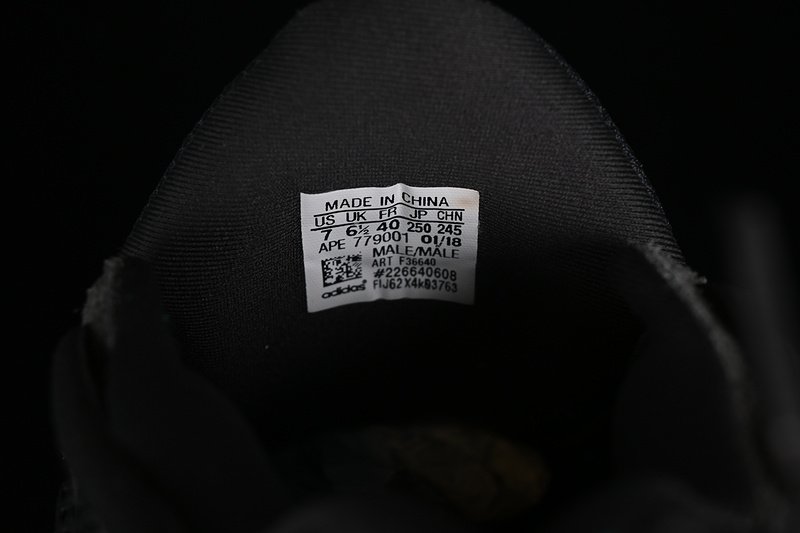 MADE IN CHINA
US UK FR JP CHN
7 6½ 40 250 245
APE 779001 01/18
MALE/MÂLE
ART F36640
#226640608
adidas FIJ62X4k93763